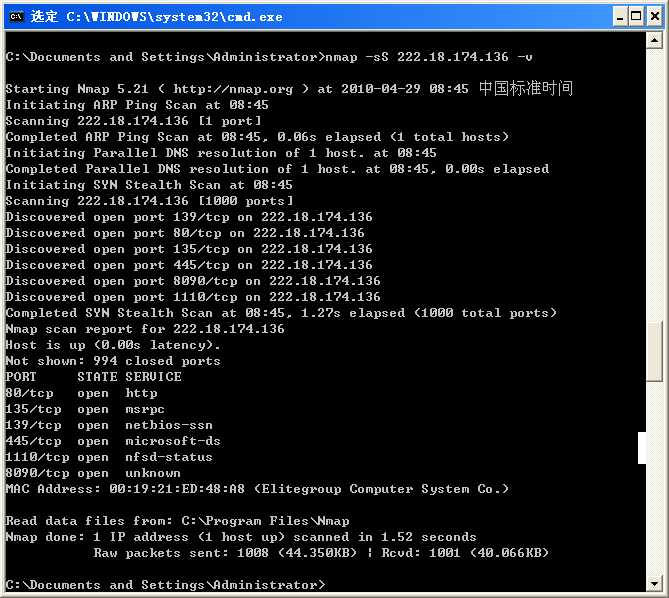 选定 C:\WINDOWS\system32\cmd.exe
C:\Documents and Settings\Administrator>nmap -sS 222.18.174.136 -v
Starting Nmap 5.21 ( http://nmap.org ) at 2010-04-29 08:45 中国标准时间
Initiating ARP Ping Scan at 08:45
Scanning 222.18.174.136 [1 port]
Completed ARP Ping Scan at 08:45, 0.06s elapsed (1 total hosts)
Initiating Parallel DNS resolution of 1 host. at 08:45
Completed Parallel DNS resolution of 1 host. at 08:45, 0.00s elapsed
Initiating SYN Stealth Scan at 08:45
Scanning 222.18.174.136 [1000 ports]
Discovered open port 139/tcp on 222.18.174.136
Discovered open port 80/tcp on 222.18.174.136
Discovered open port 135/tcp on 222.18.174.136
Discovered open port 445/tcp on 222.18.174.136
Discovered open port 8090/tcp on 222.18.174.136
Discovered open port 1110/tcp on 222.18.174.136
Completed SYN Stealth Scan at 08:45, 1.27s elapsed (1000 total ports)
Nmap scan report for 222.18.174.136
Host is up (0.00s latency).
Not shown: 994 closed ports
PORT     STATE SERVICE
80/tcp   open  http
135/tcp  open  msrpc
139/tcp  open  netbios-ssn
445/tcp  open  microsoft-ds
1110/tcp open  nfsd-status
8090/tcp open  unknown
MAC Address: 00:19:21:ED:48:A8 (Elitegroup Computer System Co.)
Read data files from: C:\Program Files\Nmap
Nmap done: 1 IP address (1 host up) scanned in 1.52 seconds
           Raw packets sent: 1008 (44.350KB) | Rcvd: 1001 (40.066KB)
C:\Documents and Settings\Administrator>